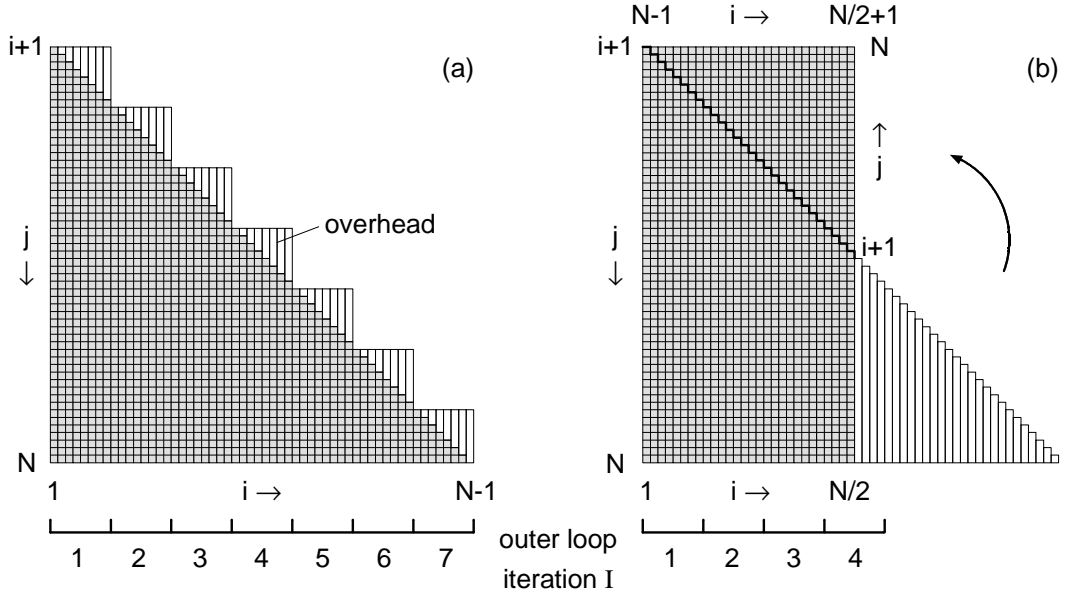 N-1 i → N/2+1
i+1 (a) i+1 N (b)
↑
j
overhead
j j i+1
↓ ↓
N N
1 i → N-1 1 i → N/2
1 2 3 4 5 6 7 outer loop 1 2 3 4
iteration I